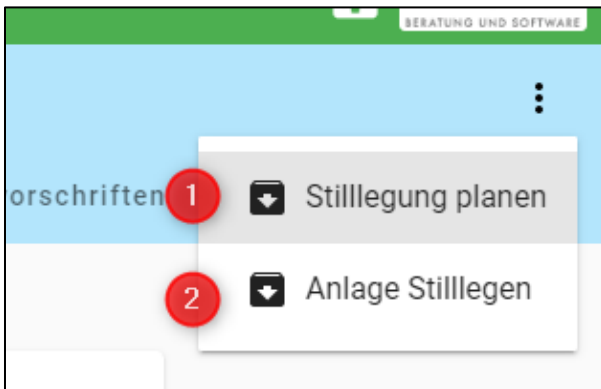 BERATUNG UND SOFTWARE
orschriften
1
Stilllegung planen
2
Anlage Stilllegen